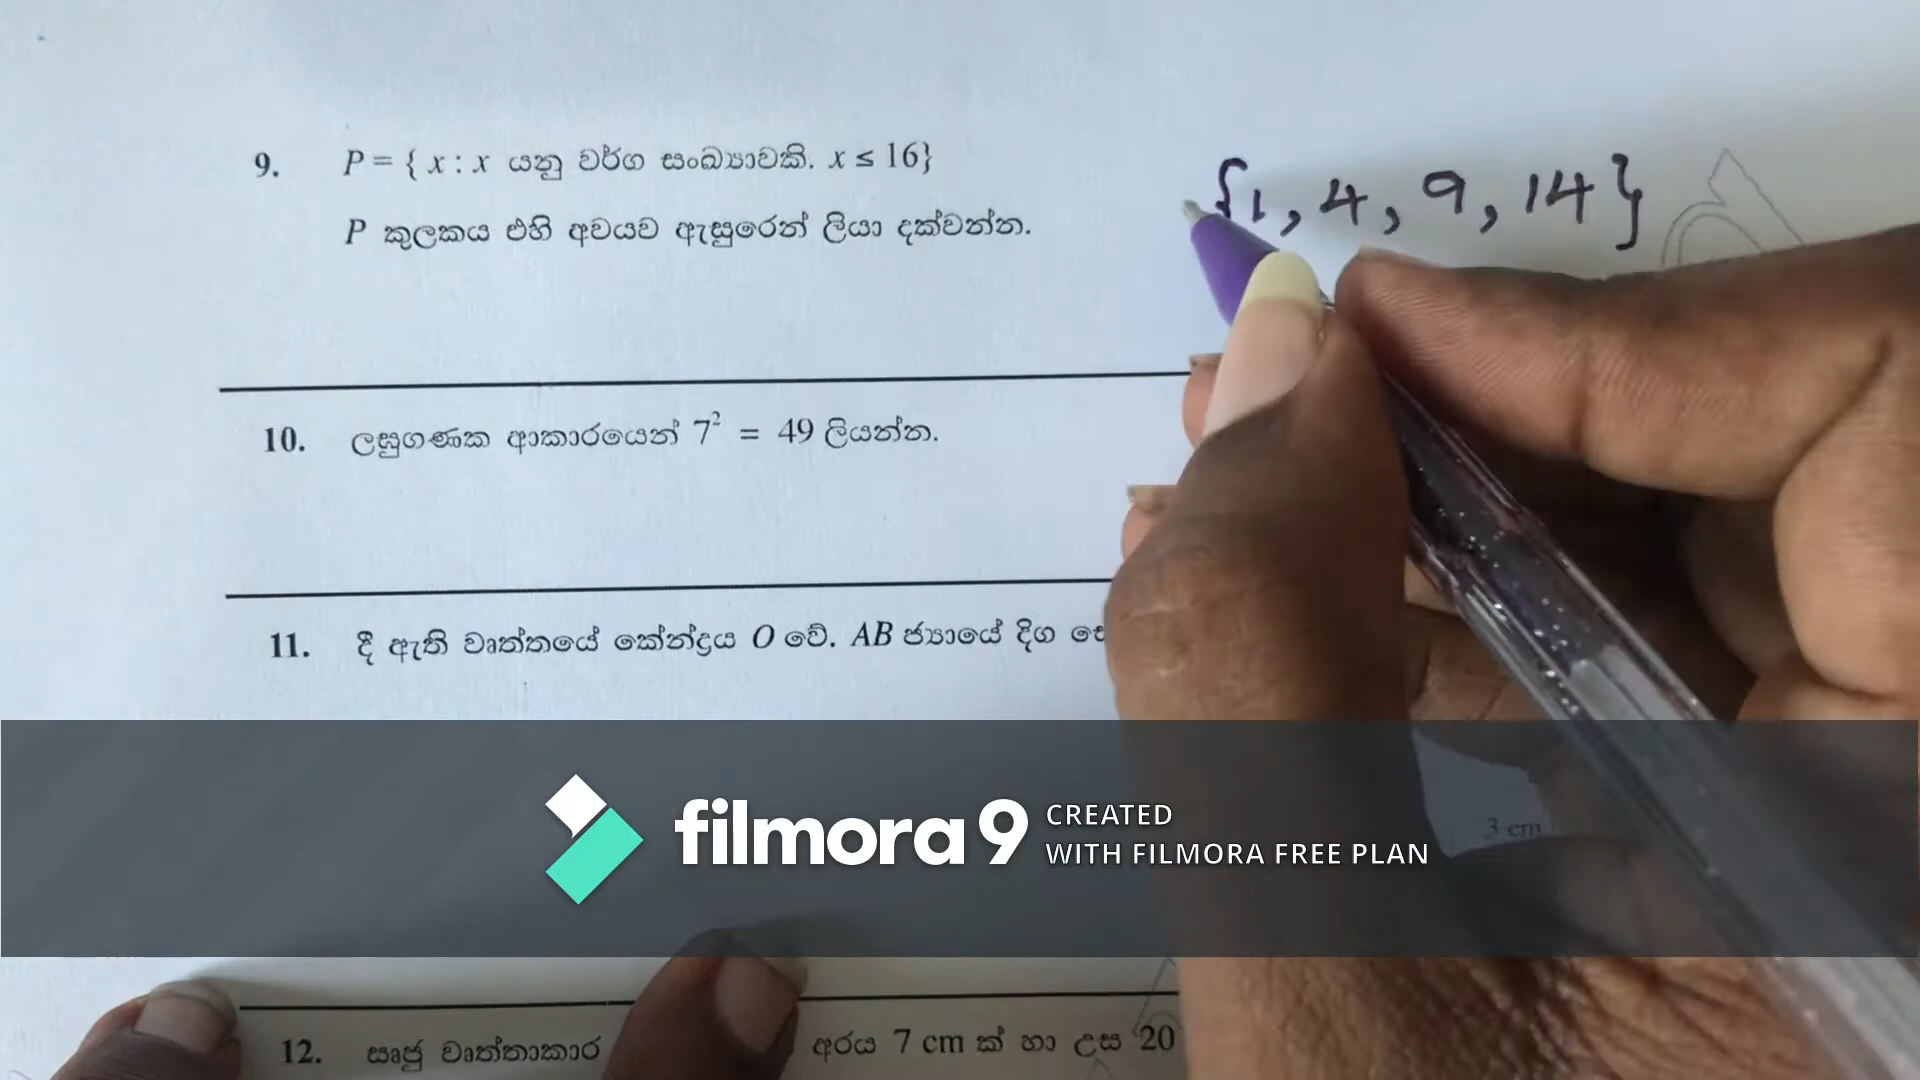 9. P = { x : x යනු වර්ග සංඛ්‍යාවකි. x ≤ 16}
{1, 4, 9, 14}
P කුලකය එහි අවයව ඇසුරෙන් ලියා දක්වන්න.
10. ලඝුගණක ආකාරයෙන් 7² = 49 ලියන්න.
11. දී ඇති වෘත්තයේ කේන්ද්‍රය O වේ. AB ජ්‍යායේ දිග
3 cm
filmora 9
CREATED
WITH FILMORA FREE PLAN
12. සෘජු වෘත්තාකාර අරය 7 cm ක් හා උස 20